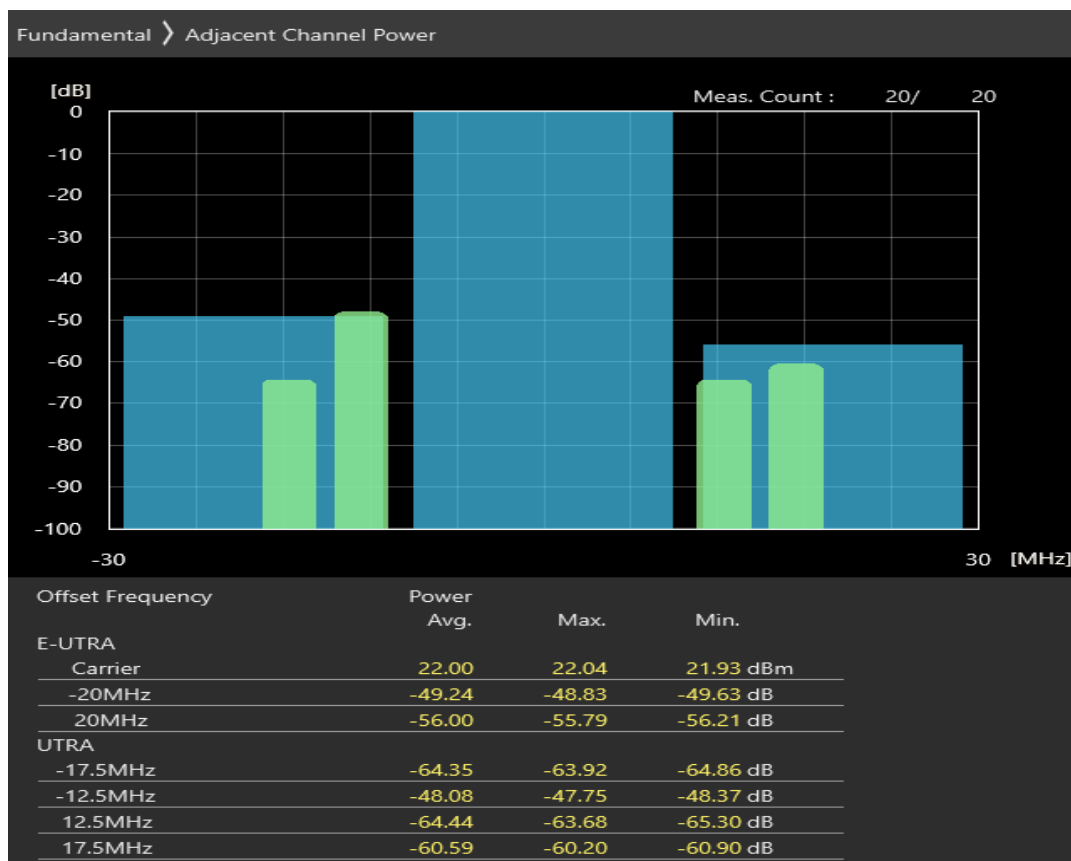 Fundamental 〉 Adjacent Channel Power
[dB]
Meas. Count : 20/ 20
0
-10
-20
-30
-40
-50
-60
-70
-80
-90
-100
-30 30 [MHz]
Offset Frequency Power
Avg. Max. Min.
E-UTRA
Carrier 22.00 22.04 21.93 dBm
-20MHz -49.24 -48.83 -49.63 dB
20MHz -56.00 -55.79 -56.21 dB
UTRA
-17.5MHz -64.35 -63.92 -64.86 dB
-12.5MHz -48.08 -47.75 -48.37 dB
12.5MHz -64.44 -63.68 -65.30 dB
17.5MHz -60.59 -60.20 -60.90 dB